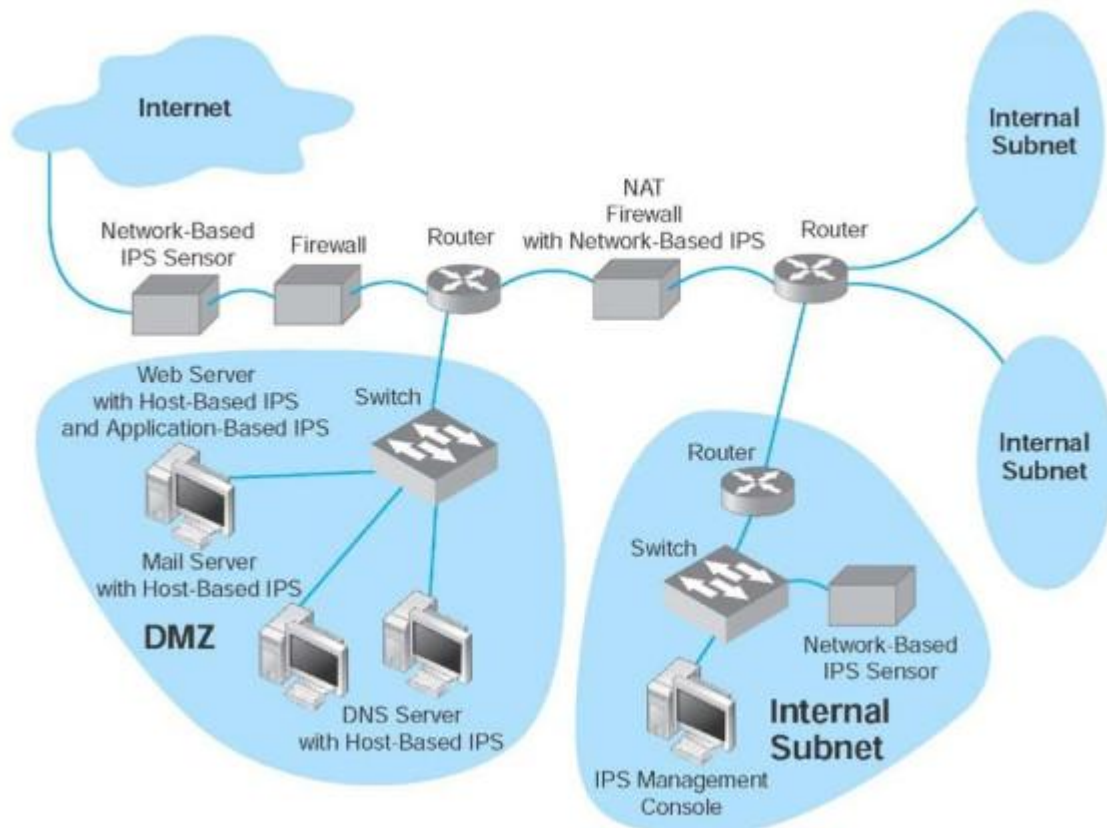 Internet
Internal
Subnet
NAT
Firewall
with Network-Based IPS
Network-Based
IPS Sensor
Firewall
Router
Router
Web Server
with Host-Based IPS
and Application-Based IPS
Switch
Internal
Subnet
Router
Mail Server
with Host-Based IPS
Switch
DMZ
Network-Based
IPS Sensor
DNS Server
with Host-Based IPS
Internal
Subnet
IPS Management
Console